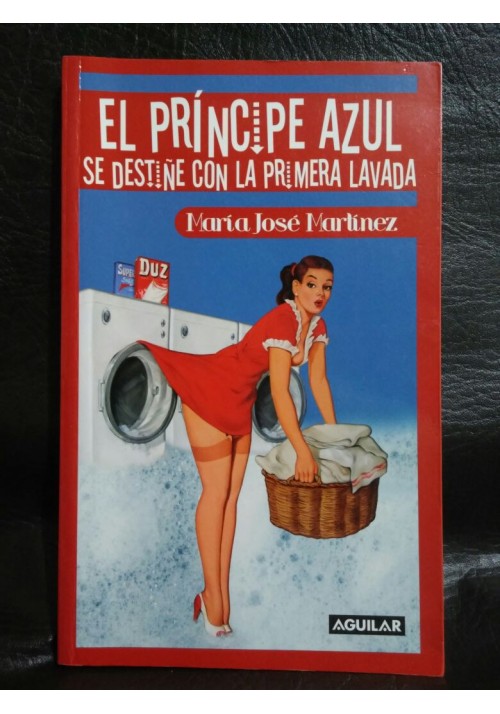 EL PRÍNCIPE AZUL
SE DESTIÑE CON LA PRIMERA LAVADA
María José Martínez
DUZ
AGUILAR